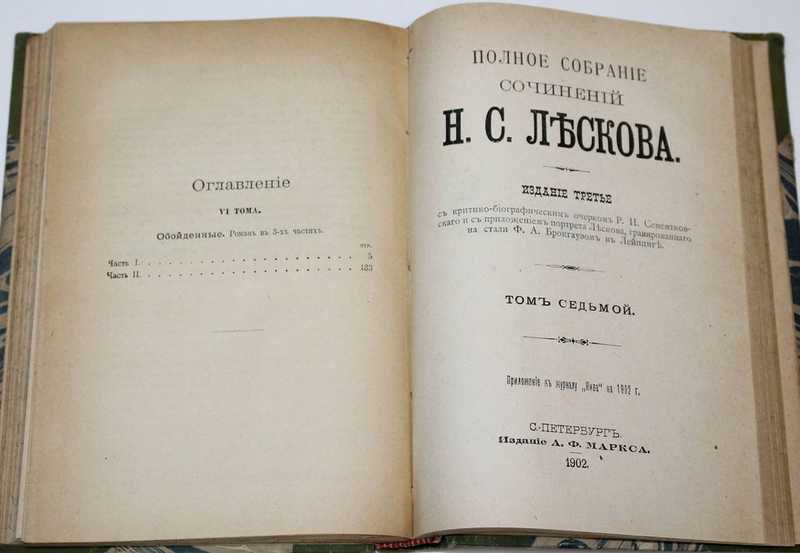 Оглавленіе
VI ТОМА.
Обойденные. Романъ въ 3-хъ частяхъ.
стр.
Часть I. 5
Часть II. 183
ПОЛНОЕ СОБРАНІЕ
СОЧИНЕНІЙ
Н. С. ЛѢСКОВА.
ИЗДАНІЕ ТРЕТЬЕ
съ критико-біографическимъ очеркомъ Р. И. Сементков-
скаго и съ приложеніемъ портрета Лѣскова, гравированнаго
на стали Ф. А. Брокгаузомъ въ Лейпцигѣ.
ТОМЪ СЕДЬМОЙ.
Приложеніе къ журналу „Нива“ на 1902 г.
С.-ПЕТЕРБУРГЪ.
Изданіе А. Ф. МАРКСА.
1902.